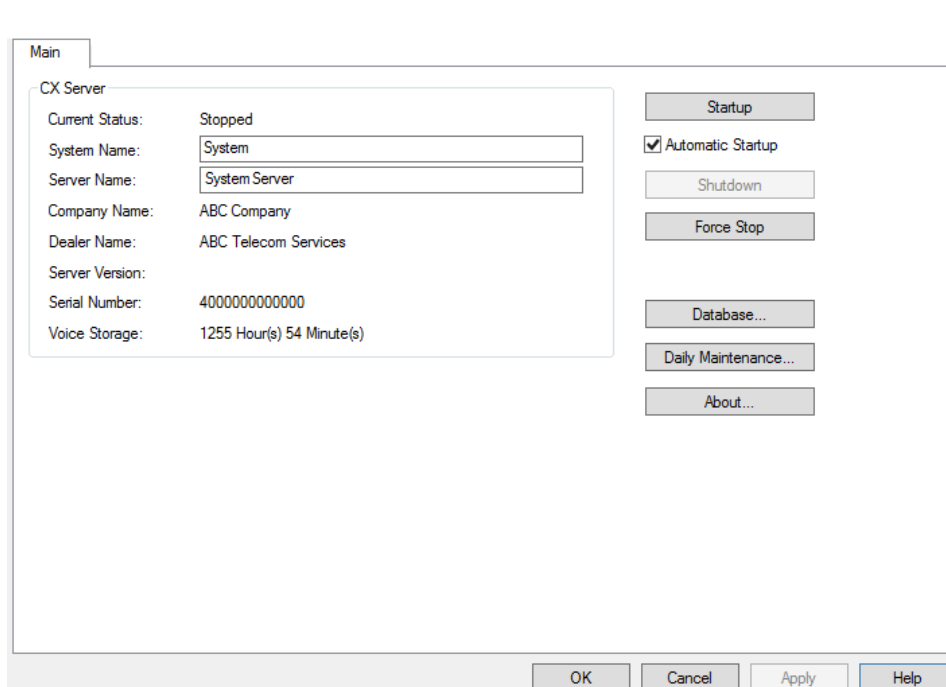 Main
CX Server
Current Status: Stopped
System Name: System
Server Name: System Server
Company Name: ABC Company
Dealer Name: ABC Telecom Services
Server Version:
Serial Number: 4000000000000
Voice Storage: 1255 Hour(s) 54 Minute(s)
Startup
Automatic Startup
Shutdown
Force Stop
Database...
Daily Maintenance...
About...
OK Cancel Apply Help